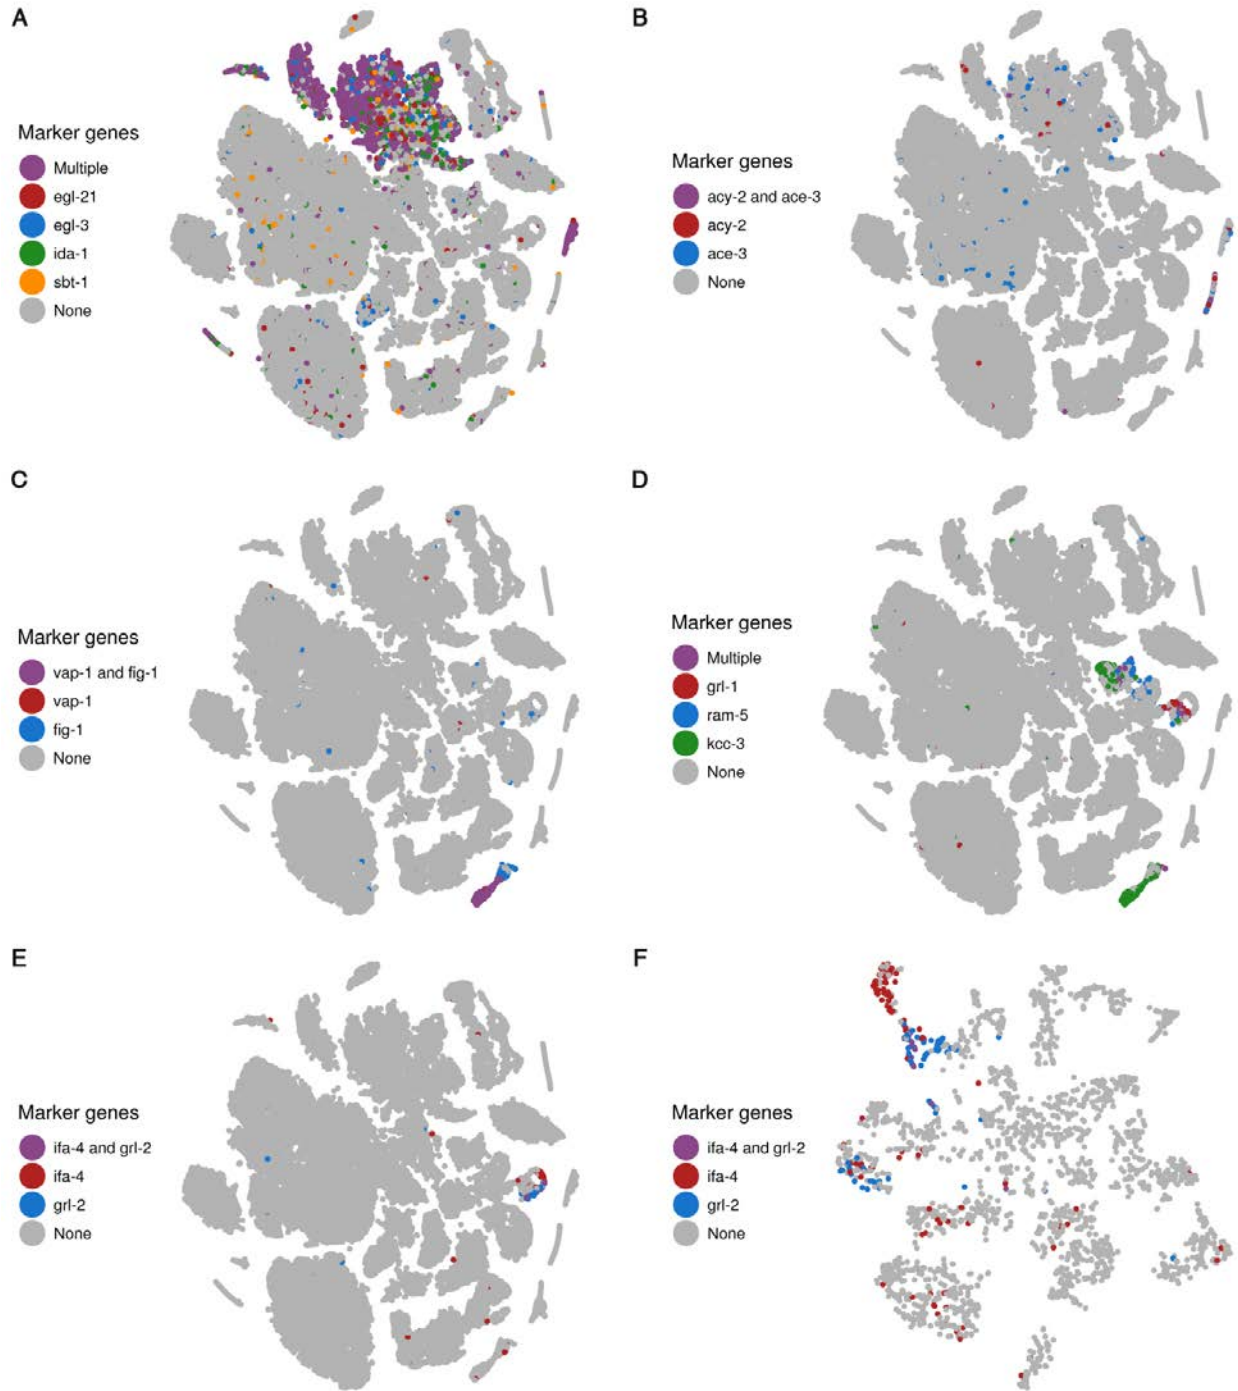 A
Marker genes
Multiple
egl-21
egl-3
ida-1
sbt-1
None
B
Marker genes
acy-2 and ace-3
acy-2
ace-3
None
C
Marker genes
vap-1 and fig-1
vap-1
fig-1
None
D
Marker genes
Multiple
grl-1
ram-5
kcc-3
None
E
Marker genes
ifa-4 and grl-2
ifa-4
grl-2
None
F
Marker genes
ifa-4 and grl-2
ifa-4
grl-2
None